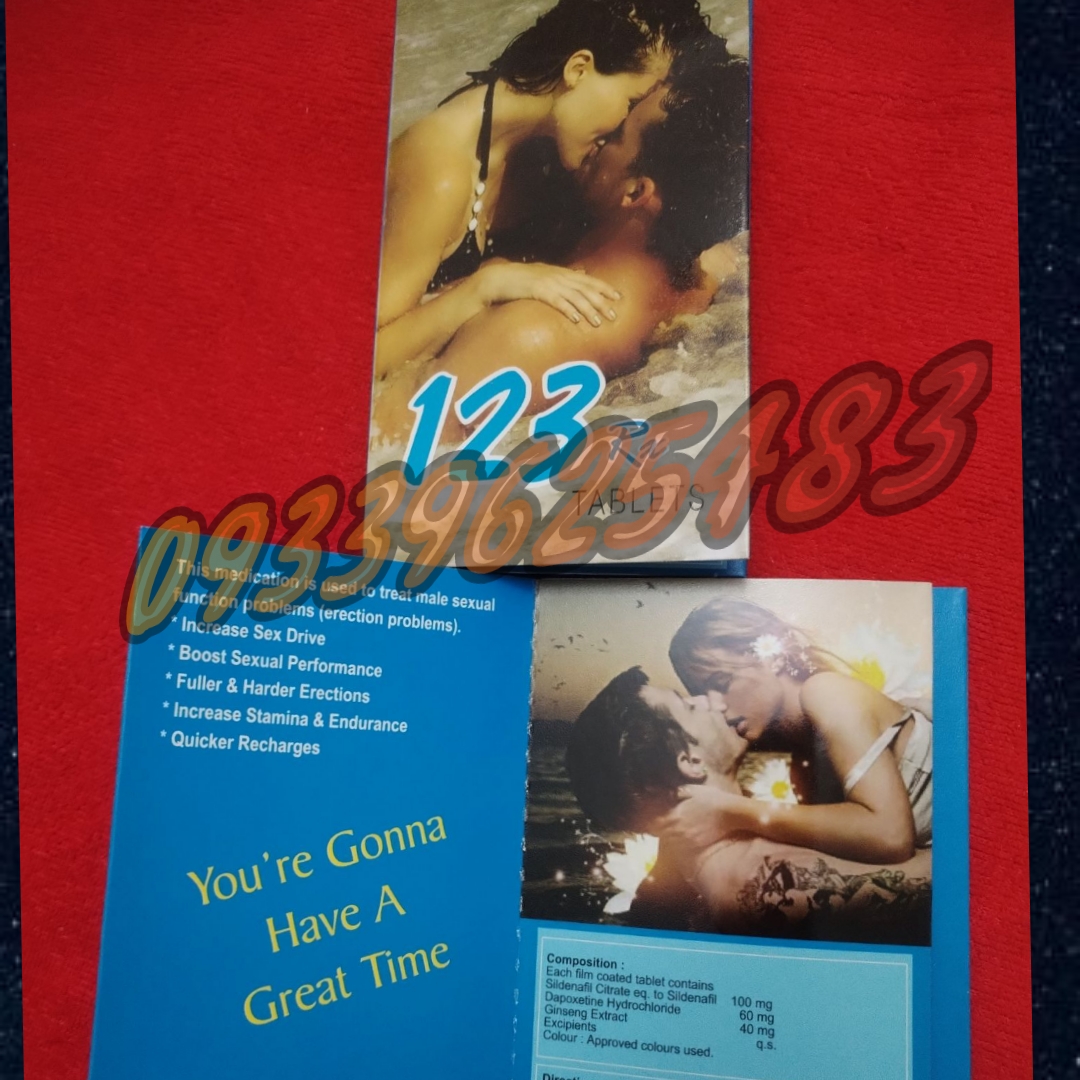 123 Rx
TABLETS
09339625483
This medication is used to treat male sexual
function problems (erection problems).
* Increase Sex Drive
* Boost Sexual Performance
* Fuller & Harder Erections
* Increase Stamina & Endurance
* Quicker Recharges
You're Gonna
Have A
Great Time
Composition :
Each film coated tablet contains
Sildenafil Citrate eq. to Sildenafil 100 mg
Dapoxetine Hydrochloride 60 mg
Ginseng Extract 40 mg
Excipients q.s.
Colour : Approved colours used.